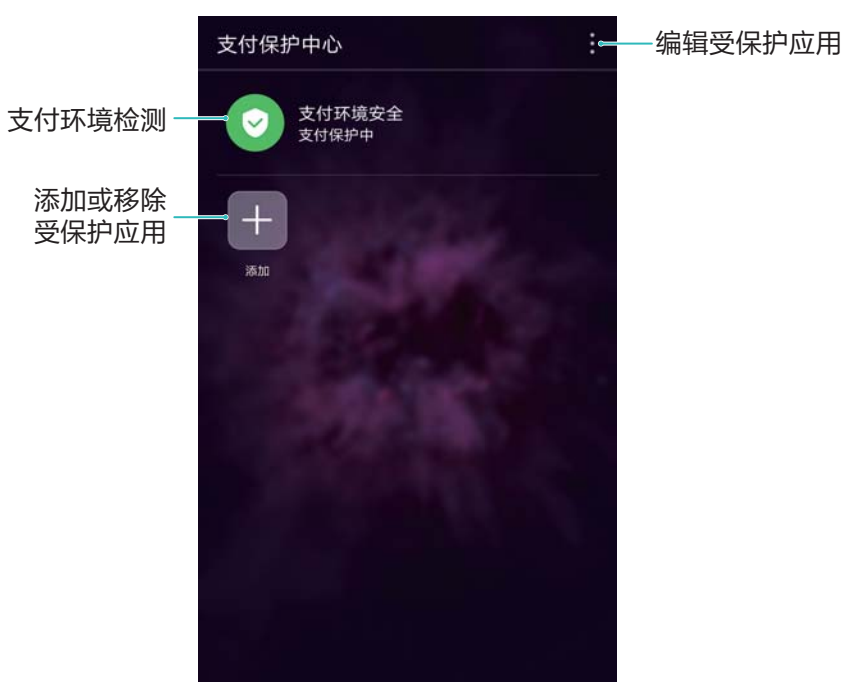 支付保护中心
编辑受保护应用
支付环境检测
支付环境安全
支付保护中
添加或移除
受保护应用
添加